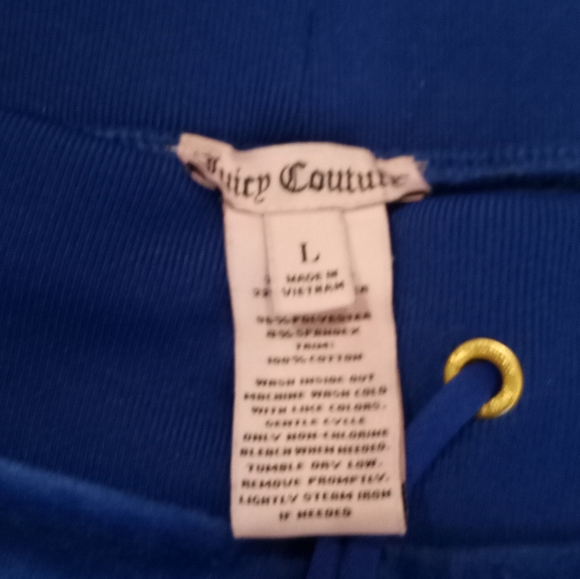 Juicy Couture
L
MADE IN
VIETNAM
TRIM:
100% COTTON
WASH INSIDE OUT
MACHINE WASH COLD
WITH LIKE COLORS.
GENTLE CYCLE
ONLY NON-CHLORINE
BLEACH WHEN NEEDED.
TUMBLE DRY LOW.
REMOVE PROMPTLY.
LIGHTLY STEAM IRON
IF NEEDED